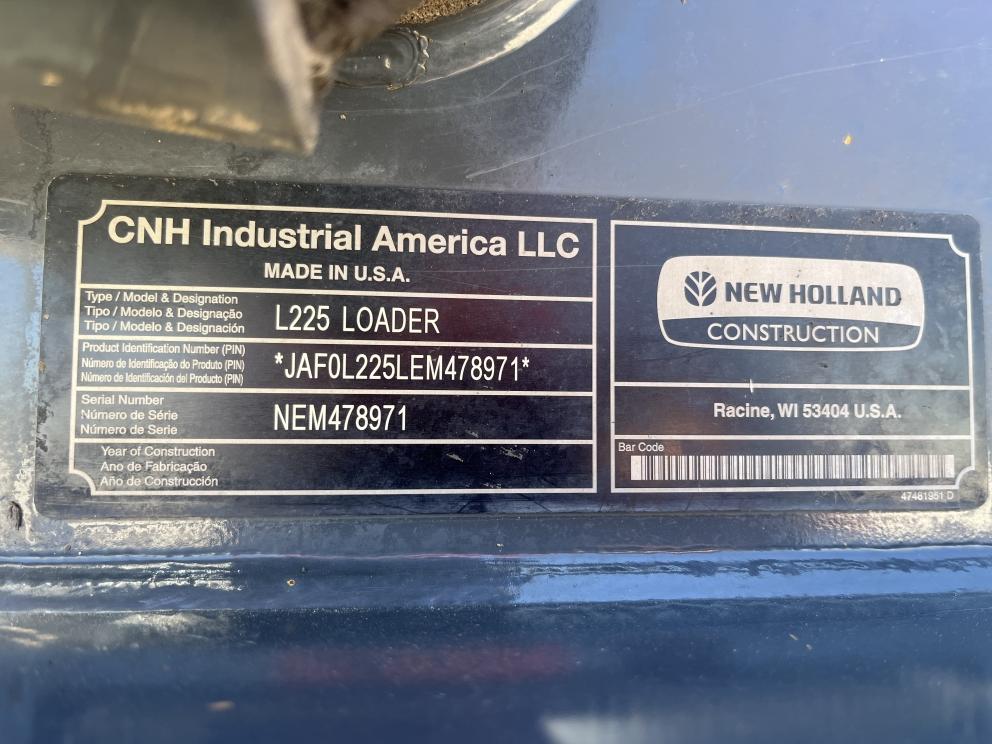 CNH Industrial America LLC
MADE IN U.S.A.
Type / Model & Designation
Tipo / Modelo & Designação
Tipo / Modelo & Designación
L225 LOADER
Product Identification Number (PIN)
Número de Identificação do Produto (PIN)
Número de Identificación del Producto (PIN)
*JAF0L225LEM478971*
Serial Number
Número de Série
Número de Serie
NEM478971
Year of Construction
Ano de Fabricação
Año de Construcción
NEW HOLLAND
CONSTRUCTION
Racine, WI 53404 U.S.A.
Bar Code
47481951 D